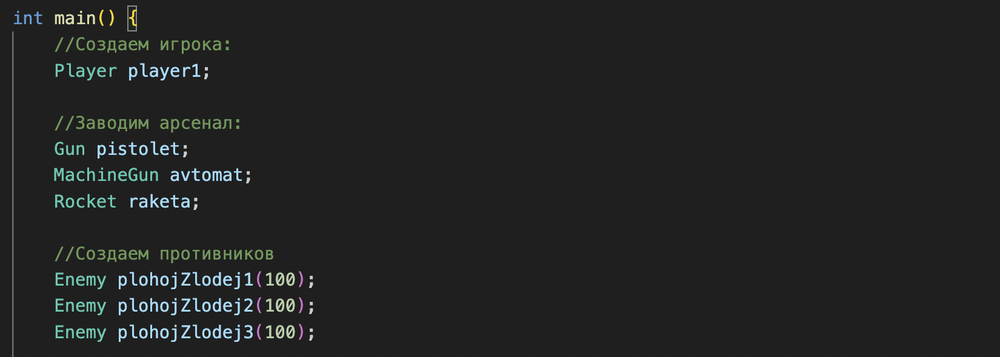 int main() {
//Создаем игрока:
Player player1;
//Заводим арсенал:
Gun pistolet;
MachineGun avtomat;
Rocket raketa;
//Создаем противников
Enemy plohojZlodej1(100);
Enemy plohojZlodej2(100);
Enemy plohojZlodej3(100);